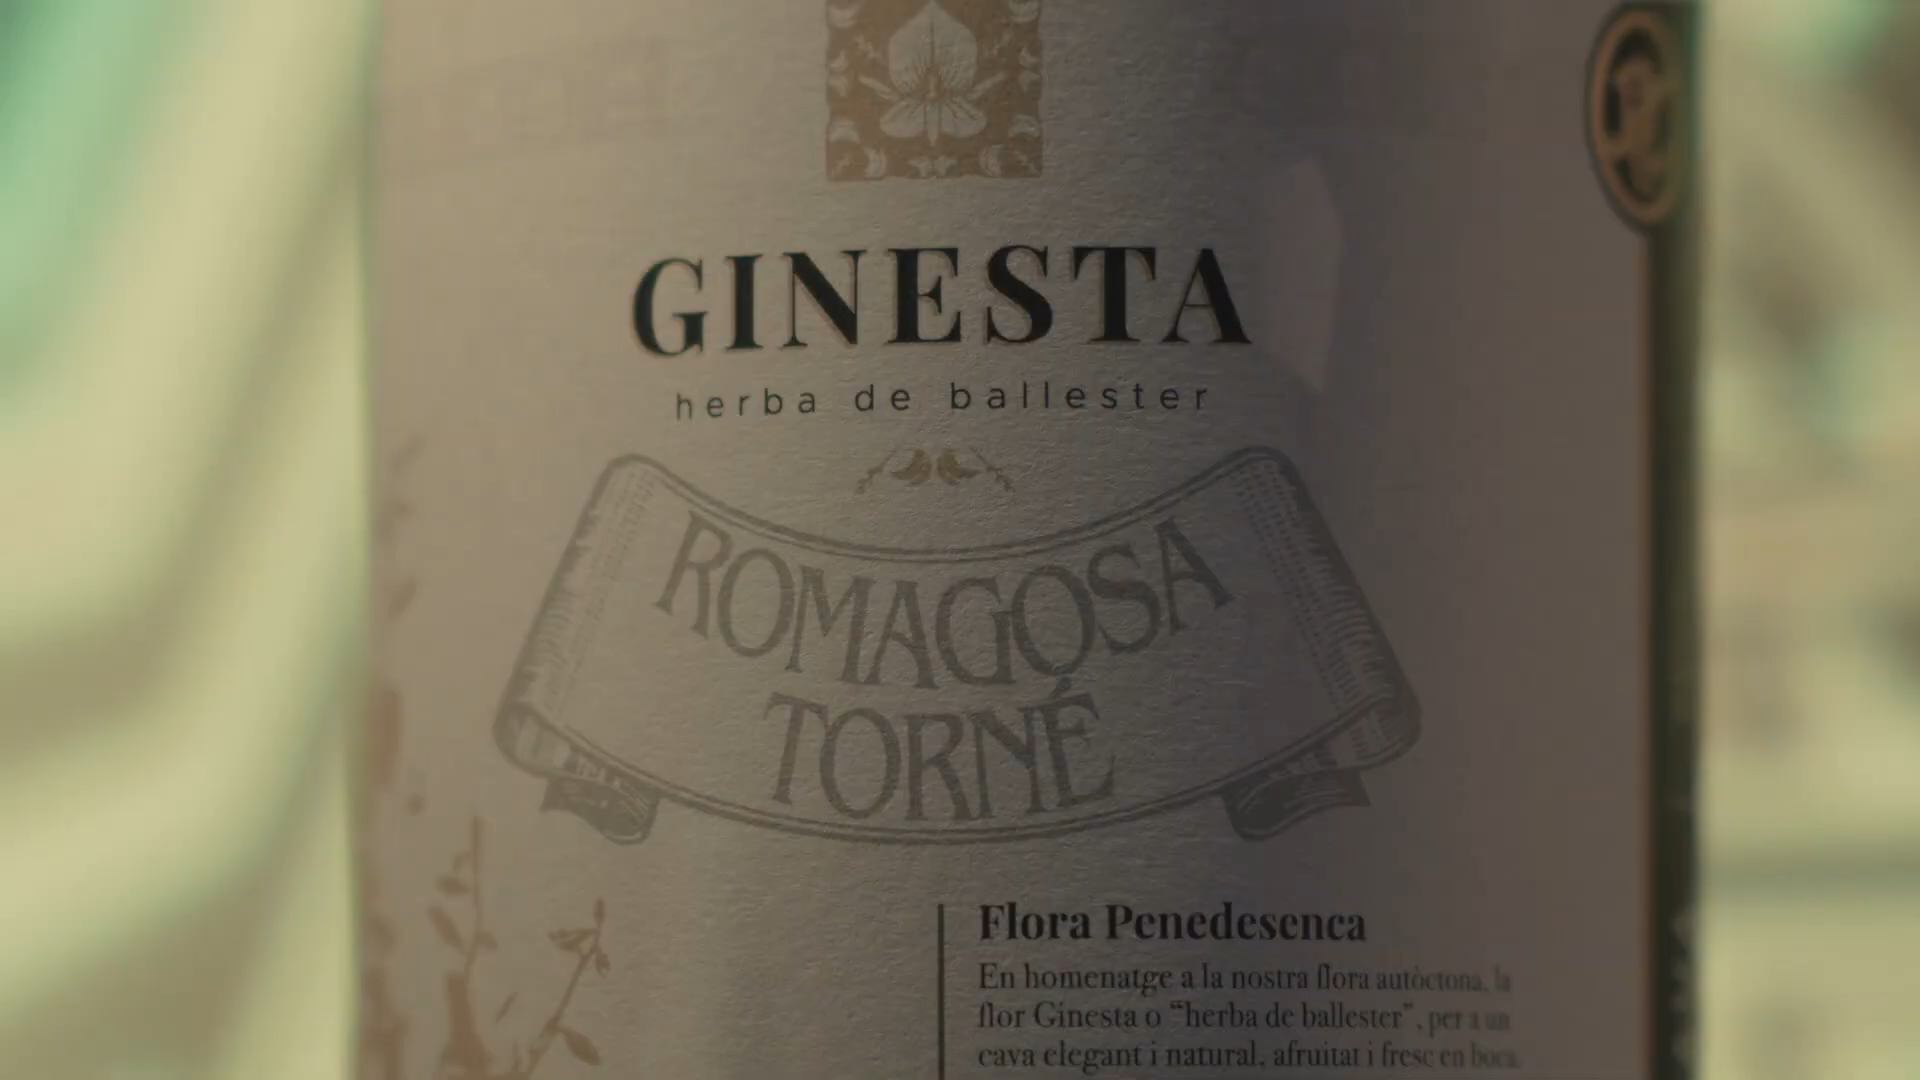 GINESTA
herba de ballester
ROMAGOSA
TORNÉ
Flora Penedesenca
En homenatge a la nostra flora autòctona, la
flor Ginesta o “herba de ballester”, per a un
cava elegant i natural, afruitat i fresc en boca.